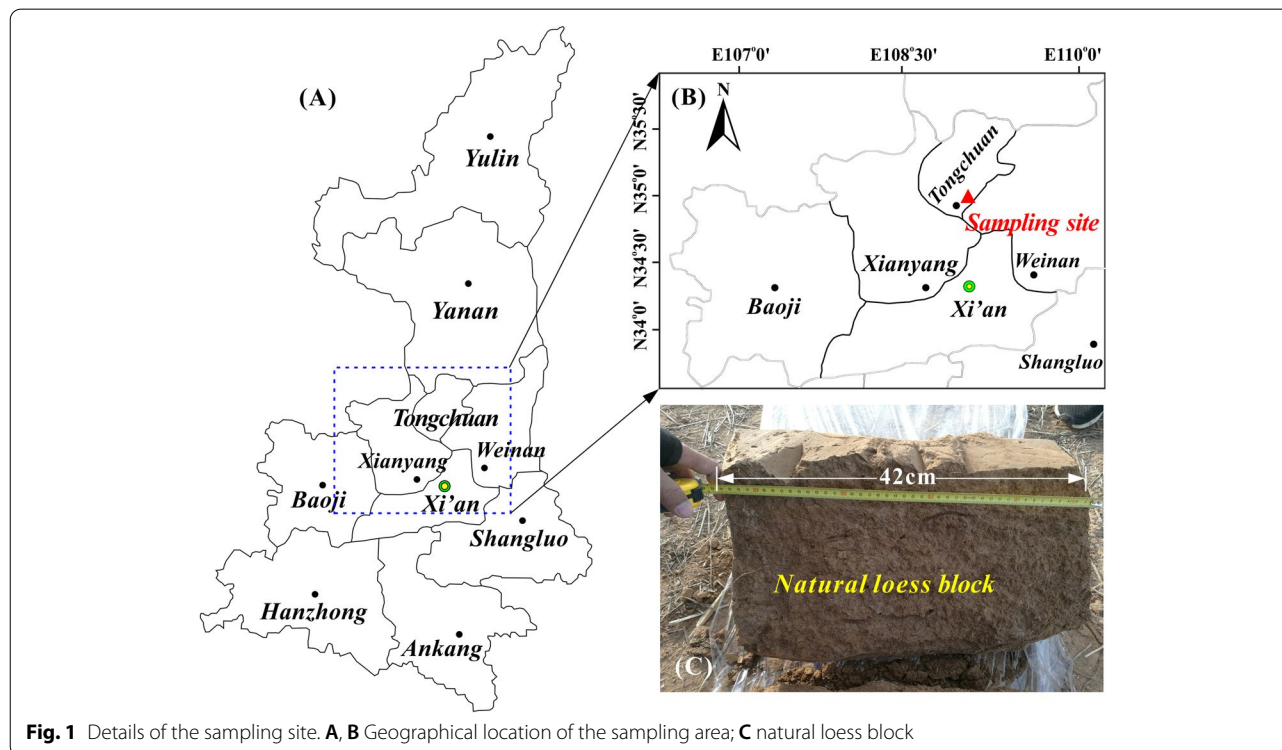 (A)
Yulin
Yanan
Tongchuan
Xianyang
Weinan
Baoji
Xi'an
Shangluo
Hanzhong
Ankang
E107°0' E108°30' E110°0'
(B)
N
N35°30'
N35°0'
N34°30'
N34°0'
Tongchuan
Sampling site
Xianyang
Weinan
Baoji
Xi'an
Shangluo
42cm
Natural loess block
(C)
Fig. 1 Details of the sampling site. A, B Geographical location of the sampling area; C natural loess block